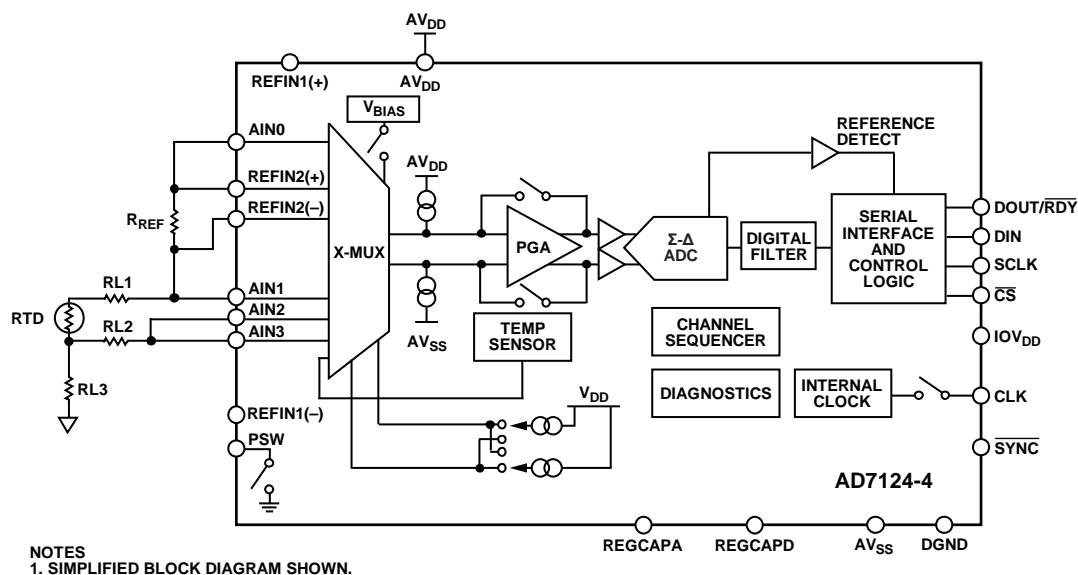 AVDD
REFIN1(+)
AVDD
VBIAS
AIN0
REFERENCE
DETECT
AVDD
REFIN2(+)
REFIN2(–)
RREF
X-MUX
PGA
Σ-Δ
ADC
DIGITAL
FILTER
SERIAL
INTERFACE
AND
CONTROL
LOGIC
DOUT/RDY
DIN
SCLK
CS
RL1
AIN1
RTD
RL2
AIN2
AIN3
AVSS
TEMP
SENSOR
CHANNEL
SEQUENCER
IOVDD
RL3
VDD
DIAGNOSTICS
INTERNAL
CLOCK
CLK
REFIN1(–)
PSW
SYNC
AD7124-4
REGCAPA
REGCAPD
AVSS
DGND
NOTES
1. SIMPLIFIED BLOCK DIAGRAM SHOWN.